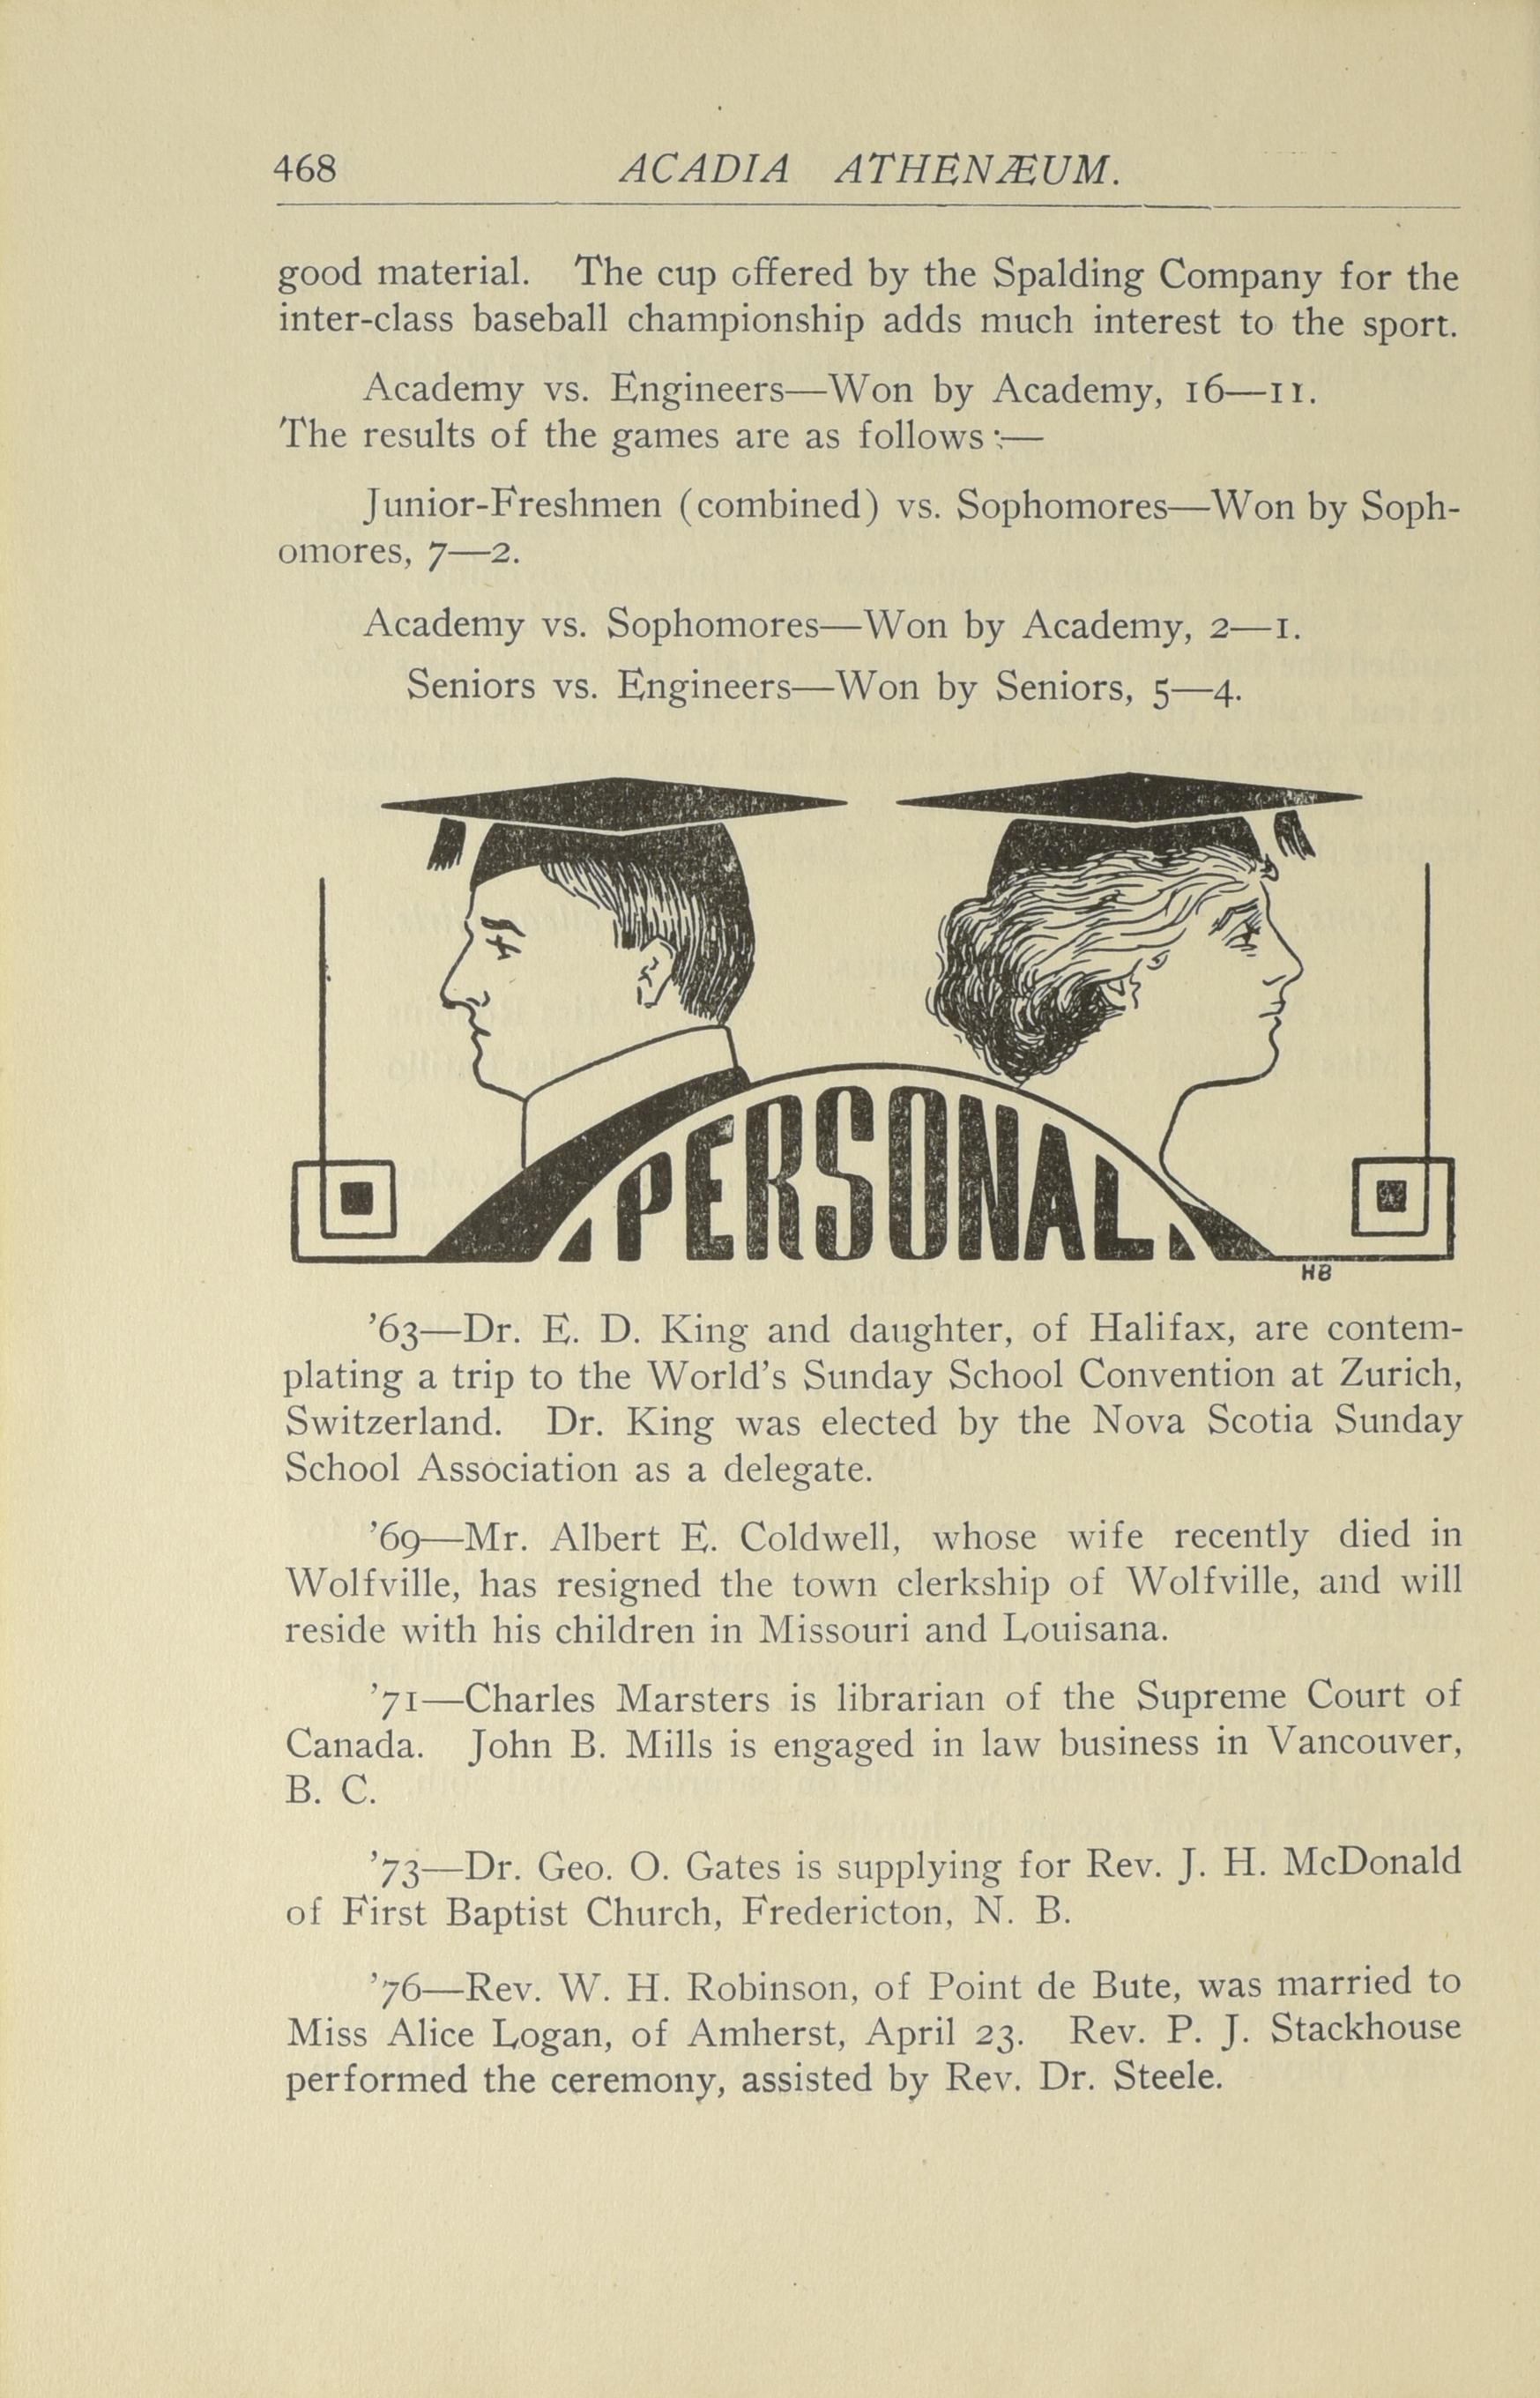 468 ACADIA ATHENÆUM.
good material. The cup offered by the Spalding Company for the
inter-class baseball championship adds much interest to the sport.
Academy vs. Engineers—Won by Academy, 16—11.
The results of the games are as follows:—
Junior-Freshmen (combined) vs. Sophomores—Won by Soph-
omores, 7—2.
Academy vs. Sophomores—Won by Academy, 2—1.
Seniors vs. Engineers—Won by Seniors, 5—4.
PERSONAL
HB
’63—Dr. E. D. King and daughter, of Halifax, are contem-
plating a trip to the World’s Sunday School Convention at Zurich,
Switzerland. Dr. King was elected by the Nova Scotia Sunday
School Association as a delegate.
’69—Mr. Albert E. Coldwell, whose wife recently died in
Wolfville, has resigned the town clerkship of Wolfville, and will
reside with his children in Missouri and Louisana.
’71—Charles Marsters is librarian of the Supreme Court of
Canada. John B. Mills is engaged in law business in Vancouver,
B. C.
’73—Dr. Geo. O. Gates is supplying for Rev. J. H. McDonald
of First Baptist Church, Fredericton, N. B.
’76—Rev. W. H. Robinson, of Point de Bute, was married to
Miss Alice Logan, of Amherst, April 23. Rev. P. J. Stackhouse
performed the ceremony, assisted by Rev. Dr. Steele.